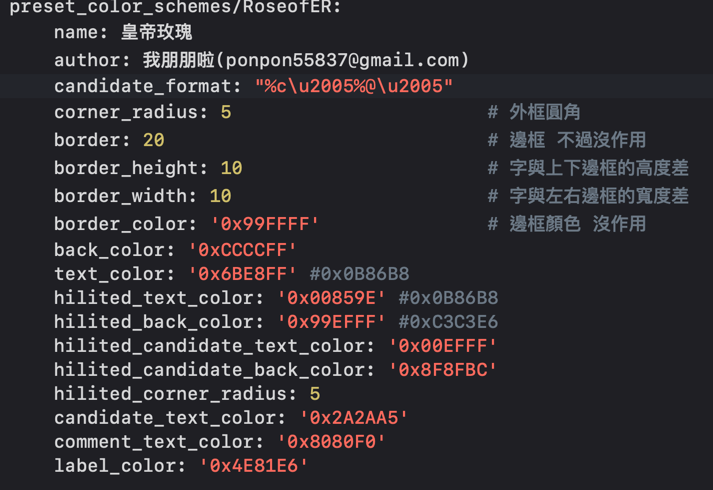 preset_color_schemes/RoseofER:
    name: 皇帝玫瑰
    author: 我朋朋啦(ponpon55837@gmail.com)
    candidate_format: "%c\u2005%@\u2005"
    corner_radius: 5                     # 外框圓角
    border: 20                           # 邊框 不過沒作用
    border_height: 10                    # 字與上下邊框的高度差
    border_width: 10                     # 字與左右邊框的寬度差
    border_color: '0x99FFFF'             # 邊框顏色 沒作用
    back_color: '0xCCCCFF'
    text_color: '0x6BE8FF' #0x0B86B8
    hilited_text_color: '0x00859E' #0x0B86B8
    hilited_back_color: '0x99EFFF' #0xC3C3E6
    hilited_candidate_text_color: '0x00EFFF'
    hilited_candidate_back_color: '0x8F8FBC'
    hilited_corner_radius: 5
    candidate_text_color: '0x2A2AA5'
    comment_text_color: '0x8080F0'
    label_color: '0x4E81E6'